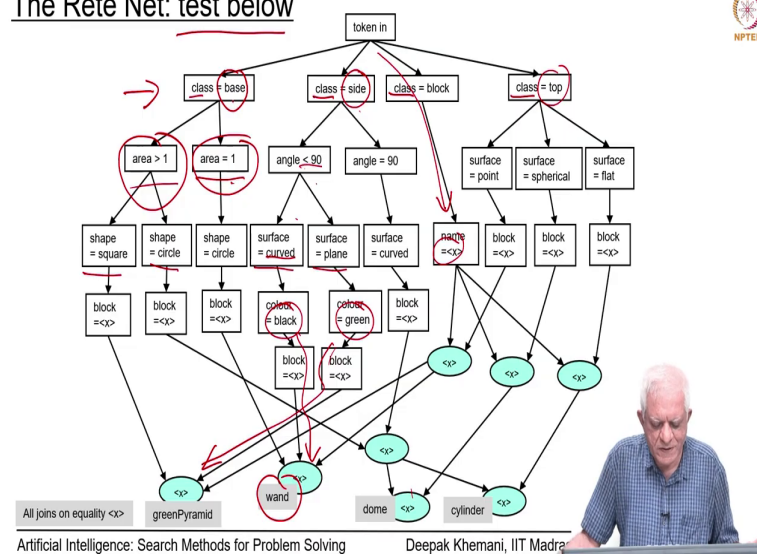 The Rete Net: test below
NPTEL
token in
class = base
class = side
class = block
class = top
area > 1
area = 1
angle < 90
angle = 90
surface
= point
surface
= spherical
surface
= flat
shape
= square
shape
= circle
shape
= circle
surface
= curved
surface
= plane
surface
= curved
name
=<x>
block
=<x>
block
=<x>
block
=<x>
block
=<x>
block
=<x>
block
=<x>
colour
= black
colour
= green
block
=<x>
block
=<x>
block
=<x>
<x>
<x>
<x>
<x>
<x>
<x>
<x>
<x>
All joins on equality <x>
greenPyramid
wand
dome
cylinder
Artificial Intelligence: Search Methods for Problem Solving
Deepak Khemani, IIT